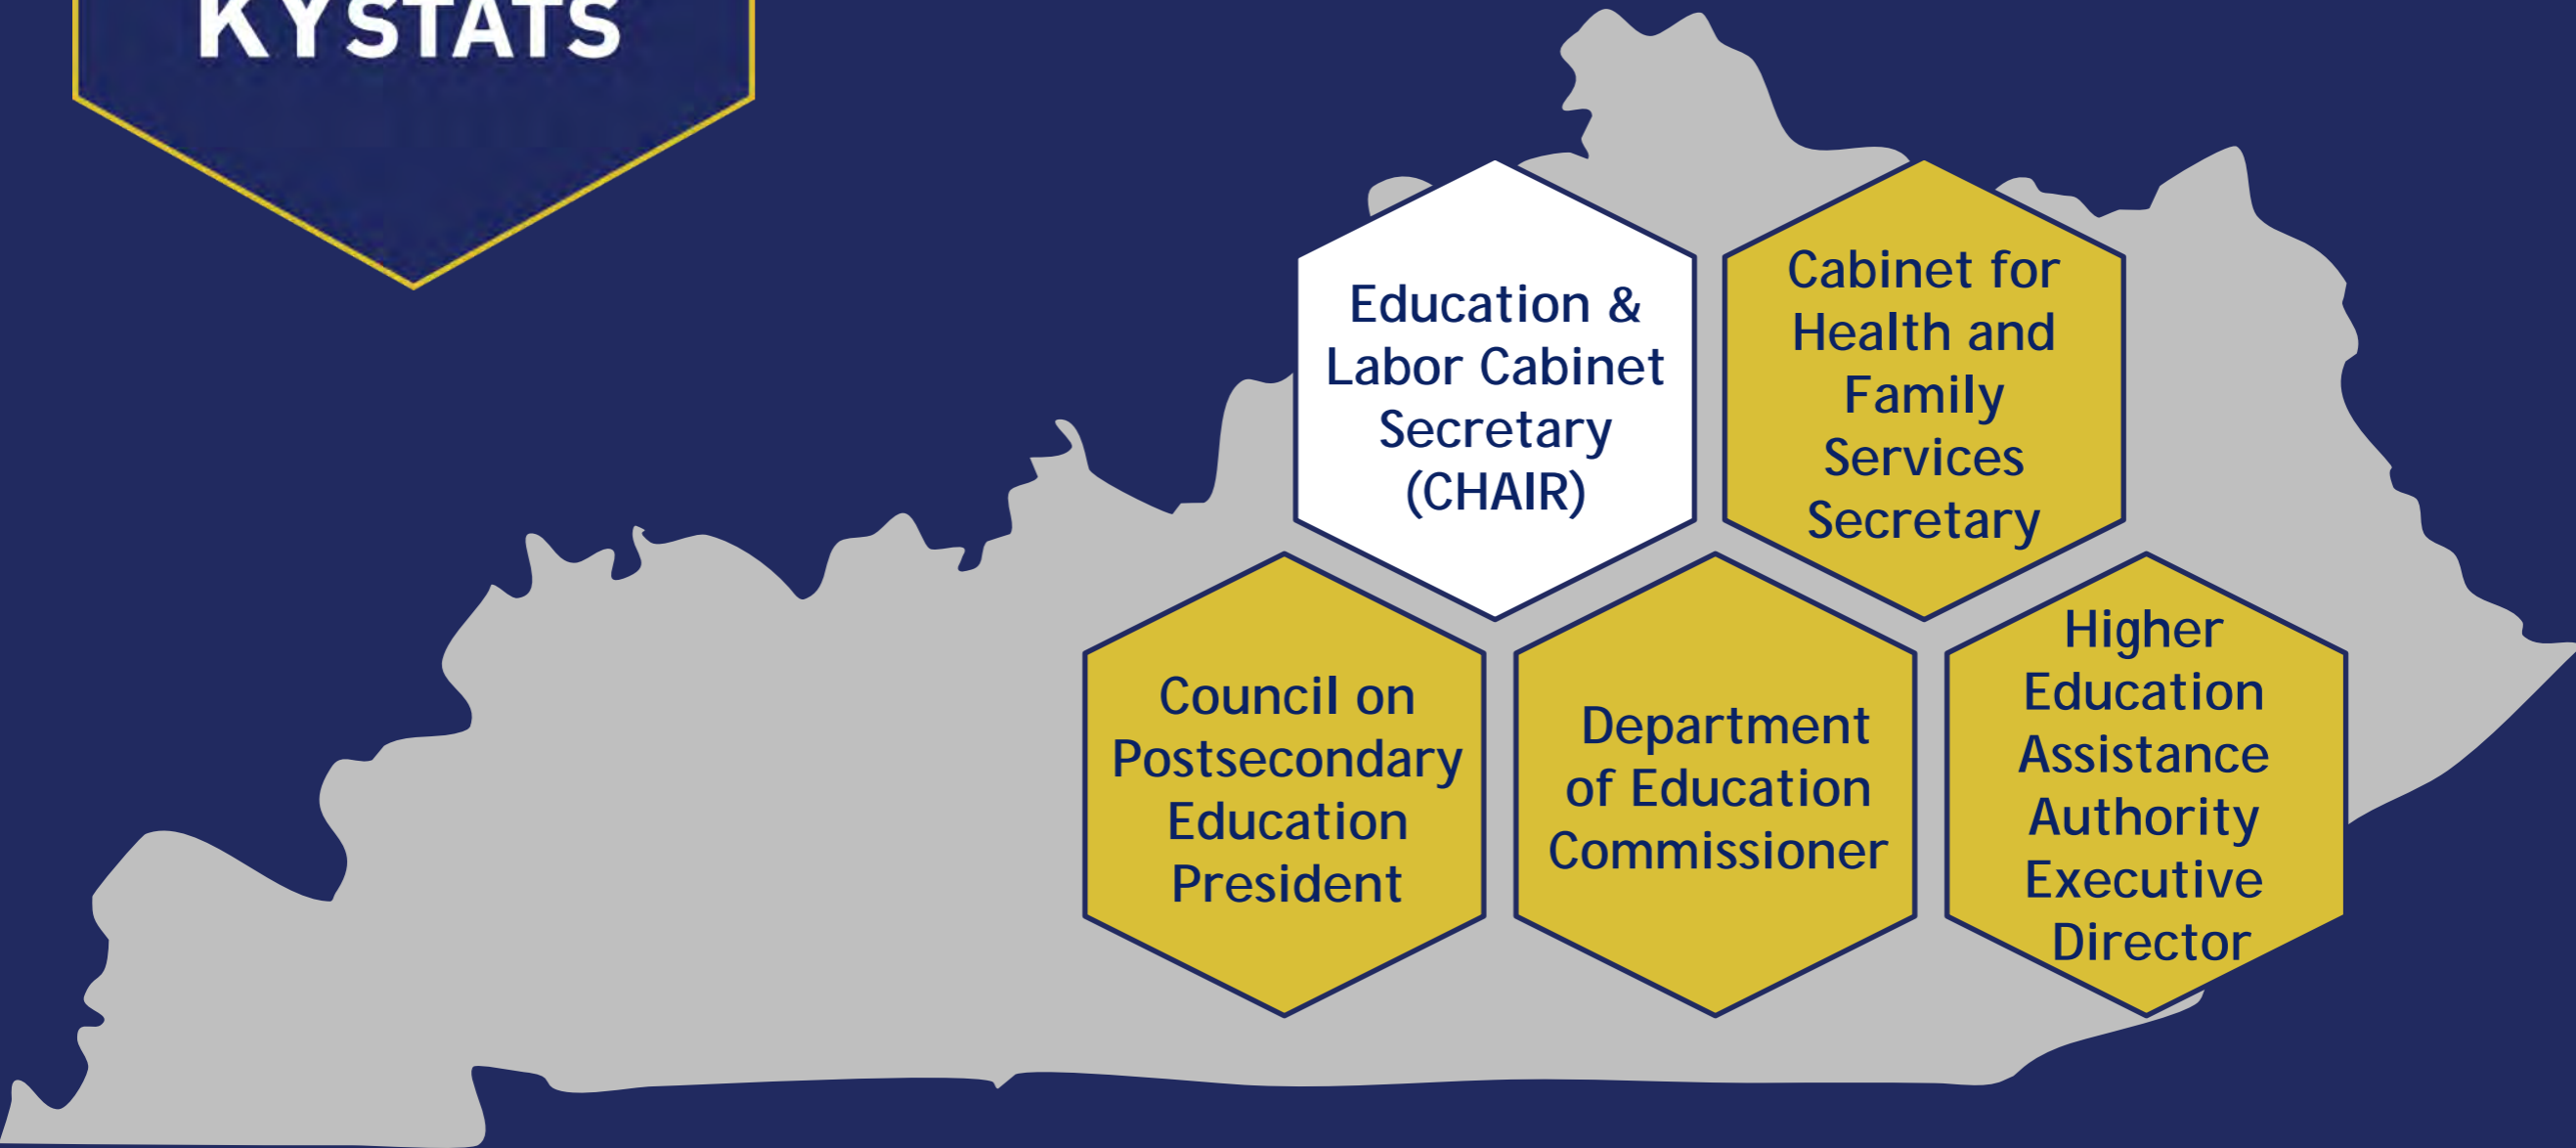 KYSTATS
Education &
Labor Cabinet
Secretary
(CHAIR)
Cabinet for
Health and
Family
Services
Secretary
Council on
Postsecondary
Education
President
Department
of Education
Commissioner
Higher
Education
Assistance
Authority
Executive
Director